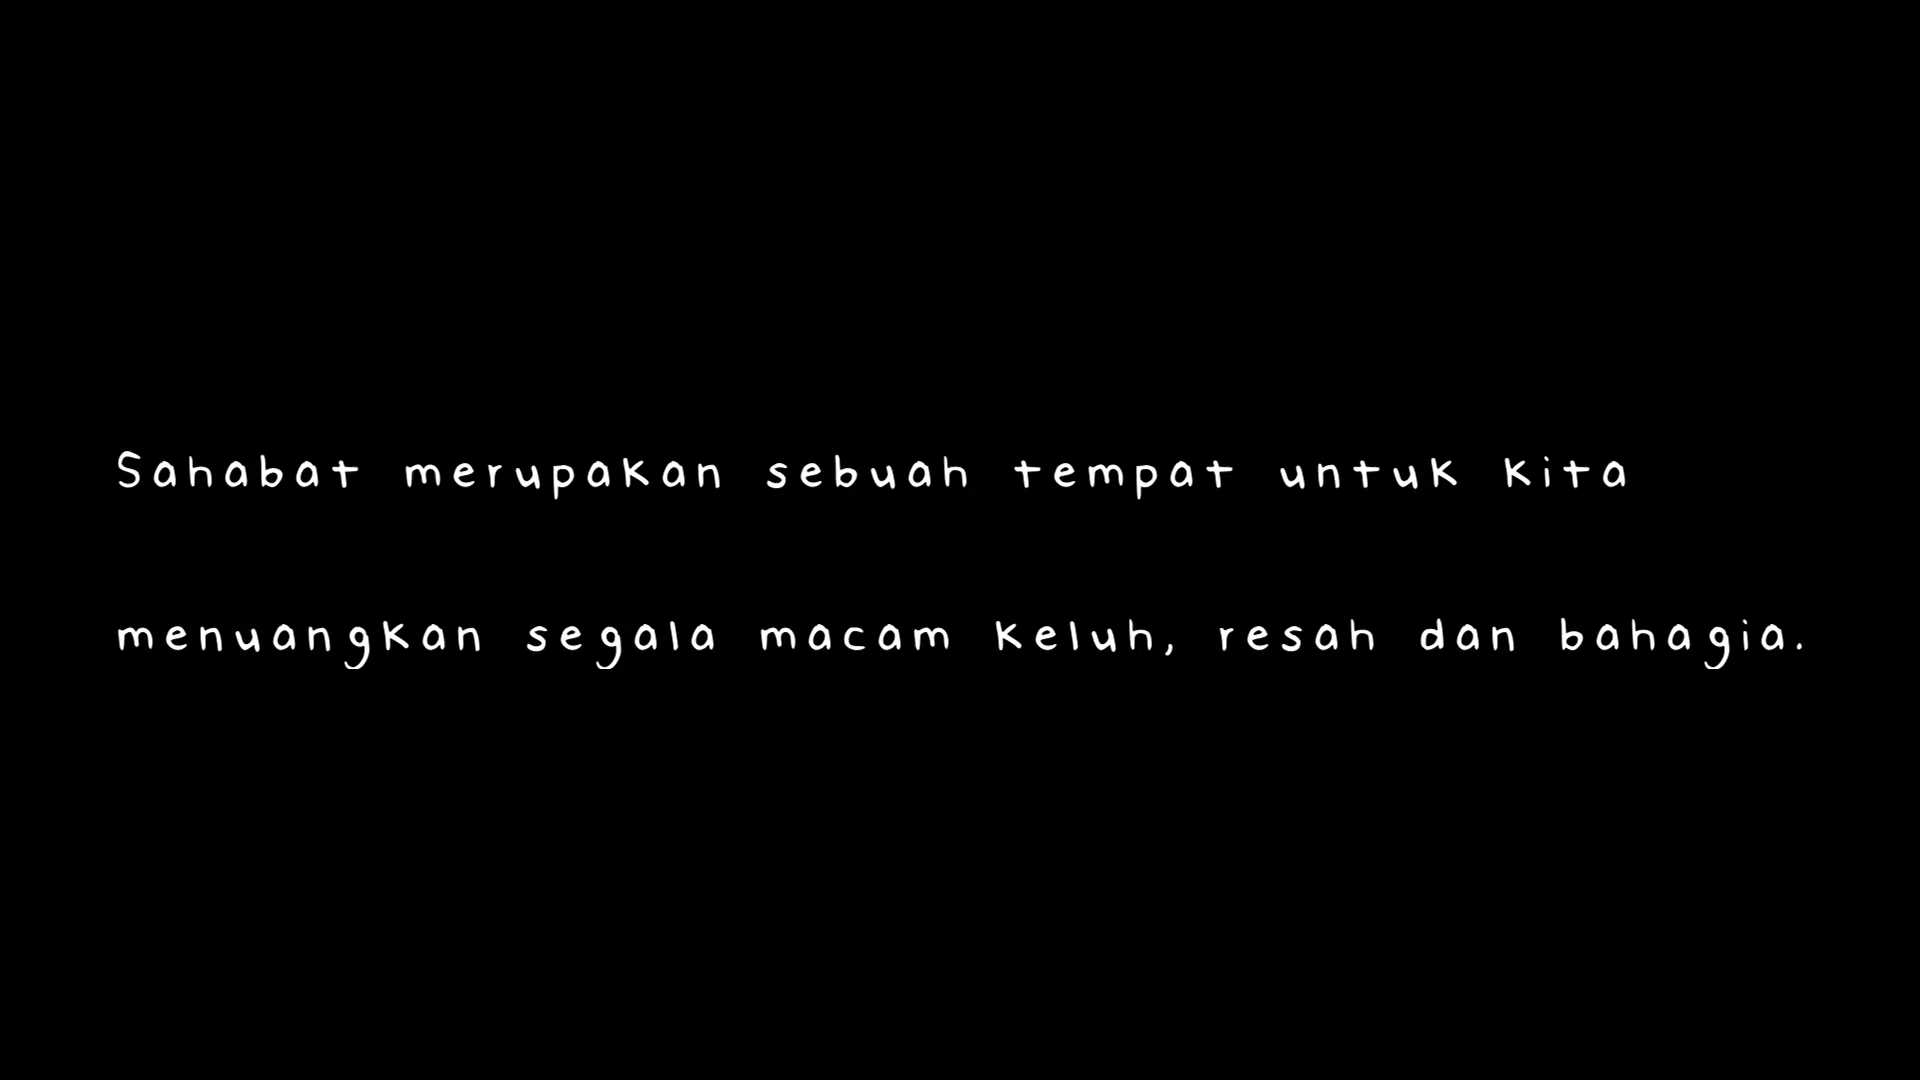 Sahabat merupakan sebuah tempat untuk kita
menuangkan segala macam keluh, resah dan bahagia.